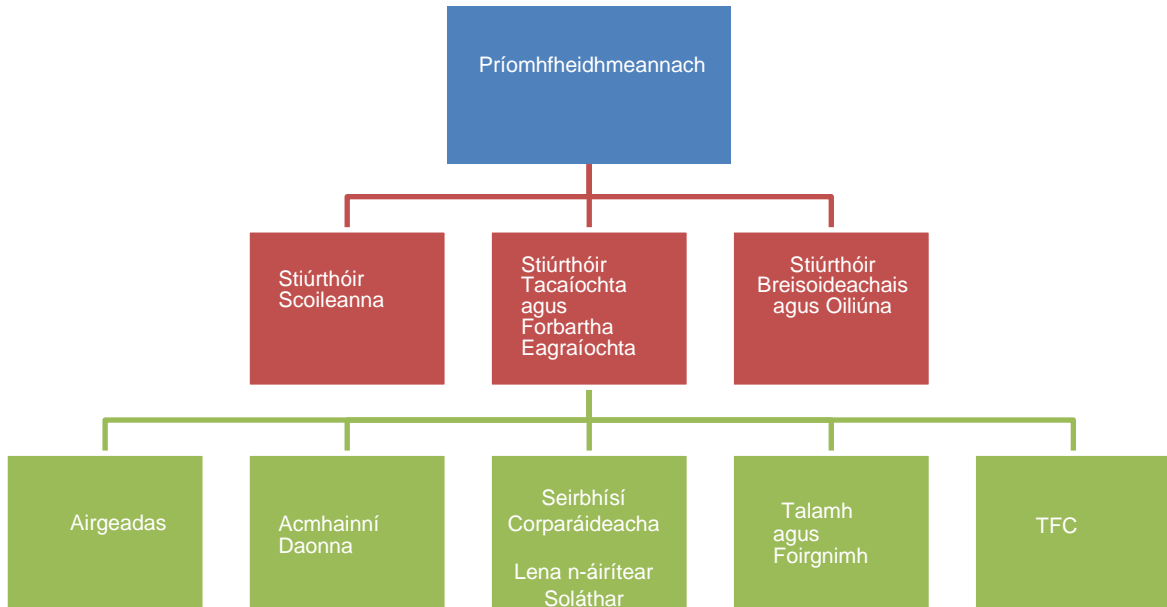 Príomhfheidhmeannach
Stiúrthóir
Scoileanna
Stiúrthóir
Tacaíochta
agus
Forbartha
Eagraíochta
Stiúrthóir
Breisoideachais
agus Oiliúna
Airgeadas
Acmhainní
Daonna
Seirbhísí
Corparáideacha
Lena n-áirítear
Soláthar
Talamh
agus
Foirgnimh
TFC